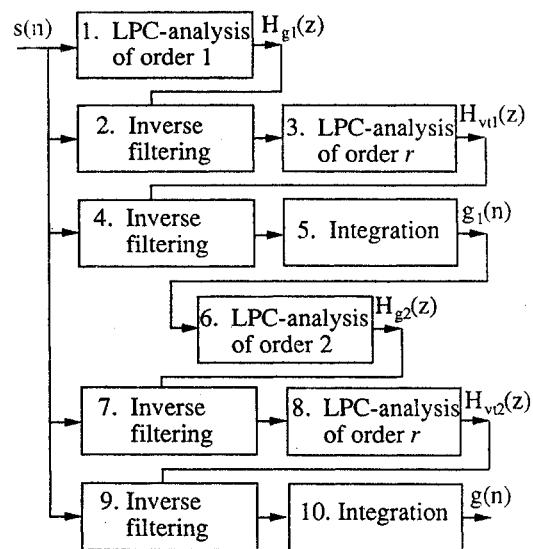 s(n)
1. LPC-analysis
of order 1
H_g1(z)
2. Inverse
filtering
3. LPC-analysis
of order r
H_vt1(z)
4. Inverse
filtering
5. Integration
g_1(n)
6. LPC-analysis
of order 2
H_g2(z)
7. Inverse
filtering
8. LPC-analysis
of order r
H_vt2(z)
9. Inverse
filtering
10. Integration
g(n)